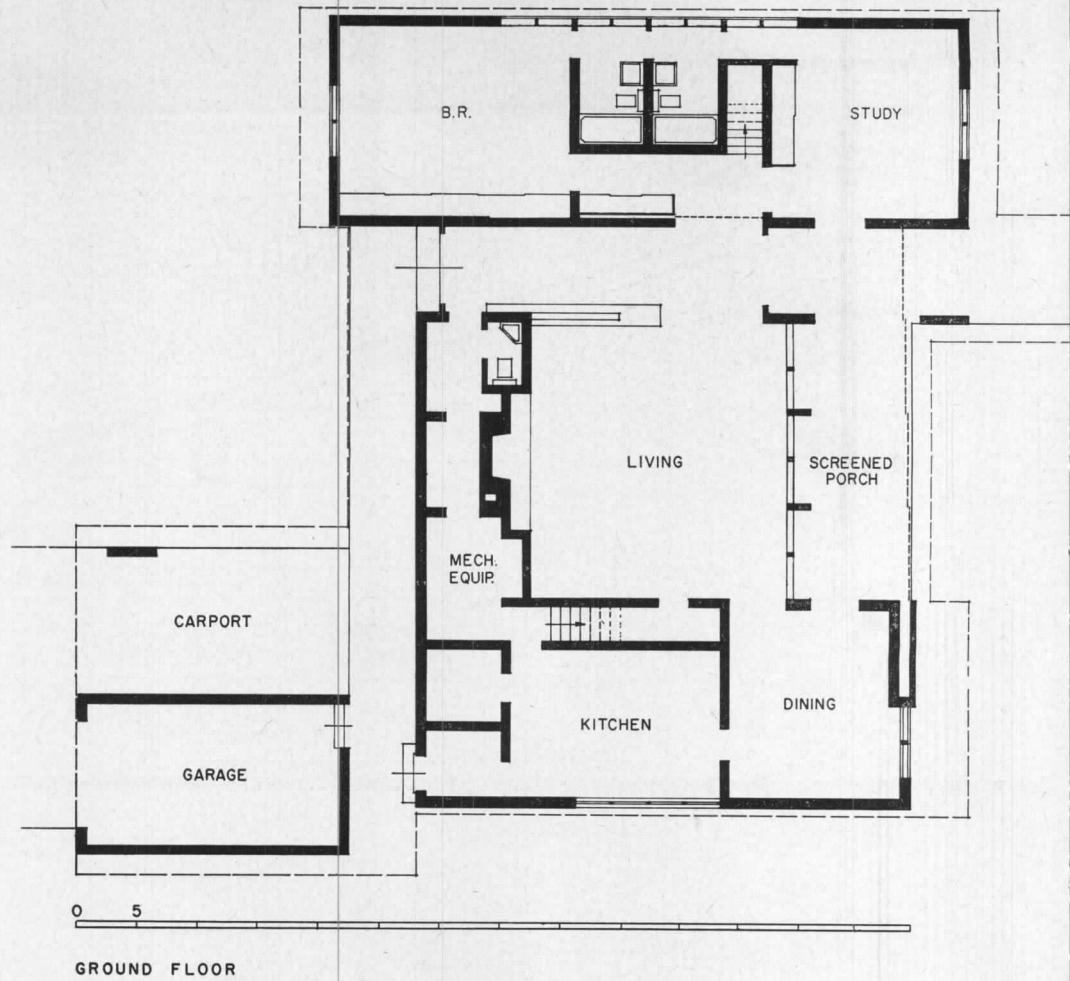 B.R.
STUDY
LIVING
SCREENED
PORCH
MECH.
EQUIP.
CARPORT
DINING
KITCHEN
GARAGE
0 5
GROUND FLOOR